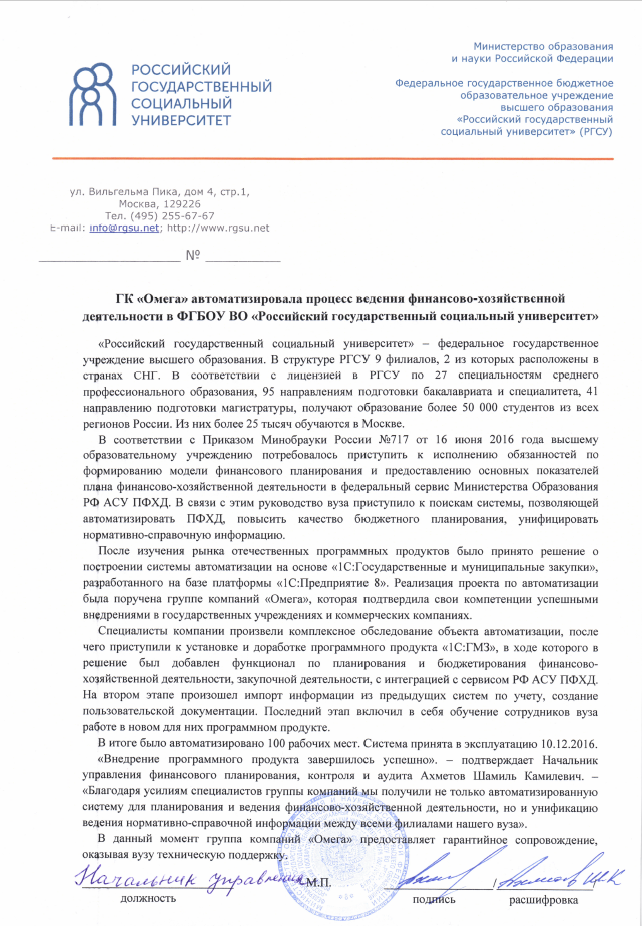 РОССИЙСКИЙ
ГОСУДАРСТВЕННЫЙ
СОЦИАЛЬНЫЙ
УНИВЕРСИТЕТ
Министерство образования
и науки Российской Федерации
Федеральное государственное бюджетное
образовательное учреждение
высшего образования
«Российский государственный
социальный университет» (РГСУ)
ул. Вильгельма Пика, дом 4, стр.1,
Москва, 129226
Тел. (495) 255-67-67
E-mail: info@rgsu.net; http://www.rgsu.net
№
ГК «Омега» автоматизировала процесс ведения финансово-хозяйственной
деятельности в ФГБОУ ВО «Российский государственный социальный университет»
«Российский государственный социальный университет» – федеральное государственное
учреждение высшего образования. В структуре РГСУ 9 филиалов, 2 из которых расположены в
странах СНГ. В соответствии с лицензией в РГСУ по 27 специальностям среднего
профессионального образования, 95 направлениям подготовки бакалавриата и специалитета, 41
направлению подготовки магистратуры, получают образование более 50 000 студентов из всех
регионов России. Из них более 25 тысяч обучаются в Москве.
В соответствии с Приказом Минобрауки России №717 от 16 июня 2016 года высшему
образовательному учреждению потребовалось приступить к исполнению обязанностей по
формированию модели финансового планирования и предоставлению основных показателей
плана финансово-хозяйственной деятельности в федеральный сервис Министерства Образования
РФ АСУ ПФХД. В связи с этим руководство вуза приступило к поискам системы, позволяющей
автоматизировать ПФХД, повысить качество бюджетного планирования, унифицировать
нормативно-справочную информацию.
После изучения рынка отечественных программных продуктов было принято решение о
построении системы автоматизации на основе «1С:Государственные и муниципальные закупки»,
разработанного на базе платформы «1С:Предприятие 8». Реализация проекта по автоматизации
была поручена группе компаний «Омега», которая подтвердила свои компетенции успешными
внедрениями в государственных учреждениях и коммерческих компаниях.
Специалисты компании произвели комплексное обследование объекта автоматизации, после
чего приступили к установке и доработке программного продукта «1С:ГМЗ», в ходе которого в
решение был добавлен функционал по планирования и бюджетирования финансово-
хозяйственной деятельности, закупочной деятельности, с интеграцией с сервисом РФ АСУ ПФХД.
На втором этапе произошел импорт информации из предыдущих систем по учету, создание
пользовательской документации. Последний этап включил в себя обучение сотрудников вуза
работе в новом для них программном продукте.
В итоге было автоматизировано 100 рабочих мест. Система принята в эксплуатацию 10.12.2016.
«Внедрение программного продукта завершилось успешно». – подтверждает Начальник
управления финансового планирования, контроля и аудита Ахметов Шамиль Камилевич. –
«Благодаря усилиям специалистов группы компаний мы получили не только автоматизированную
систему для планирования и ведения финансово-хозяйственной деятельности, но и унификацию
ведения нормативно-справочной информации между всеми филиалами нашего вуза».
В данный момент группа компаний «Омега» предоставляет гарантийное сопровождение,
оказывая вузу техническую поддержку.
Начальник управления М.П. / Ахметов Ш.К
должность подпись расшифровка